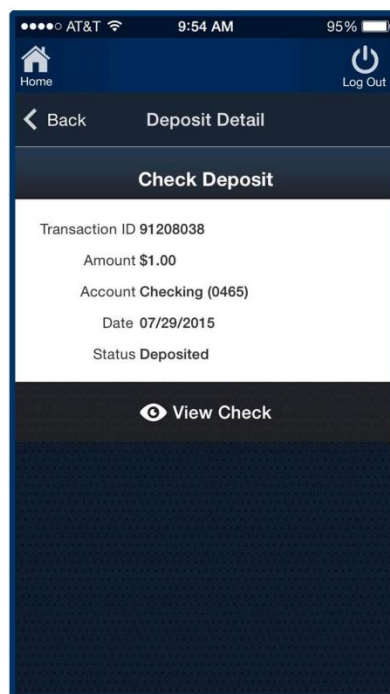 AT&T 9:54 AM 95%
Home Log Out
Back Deposit Detail
Check Deposit
Transaction ID 91208038
Amount $1.00
Account Checking (0465)
Date 07/29/2015
Status Deposited
View Check